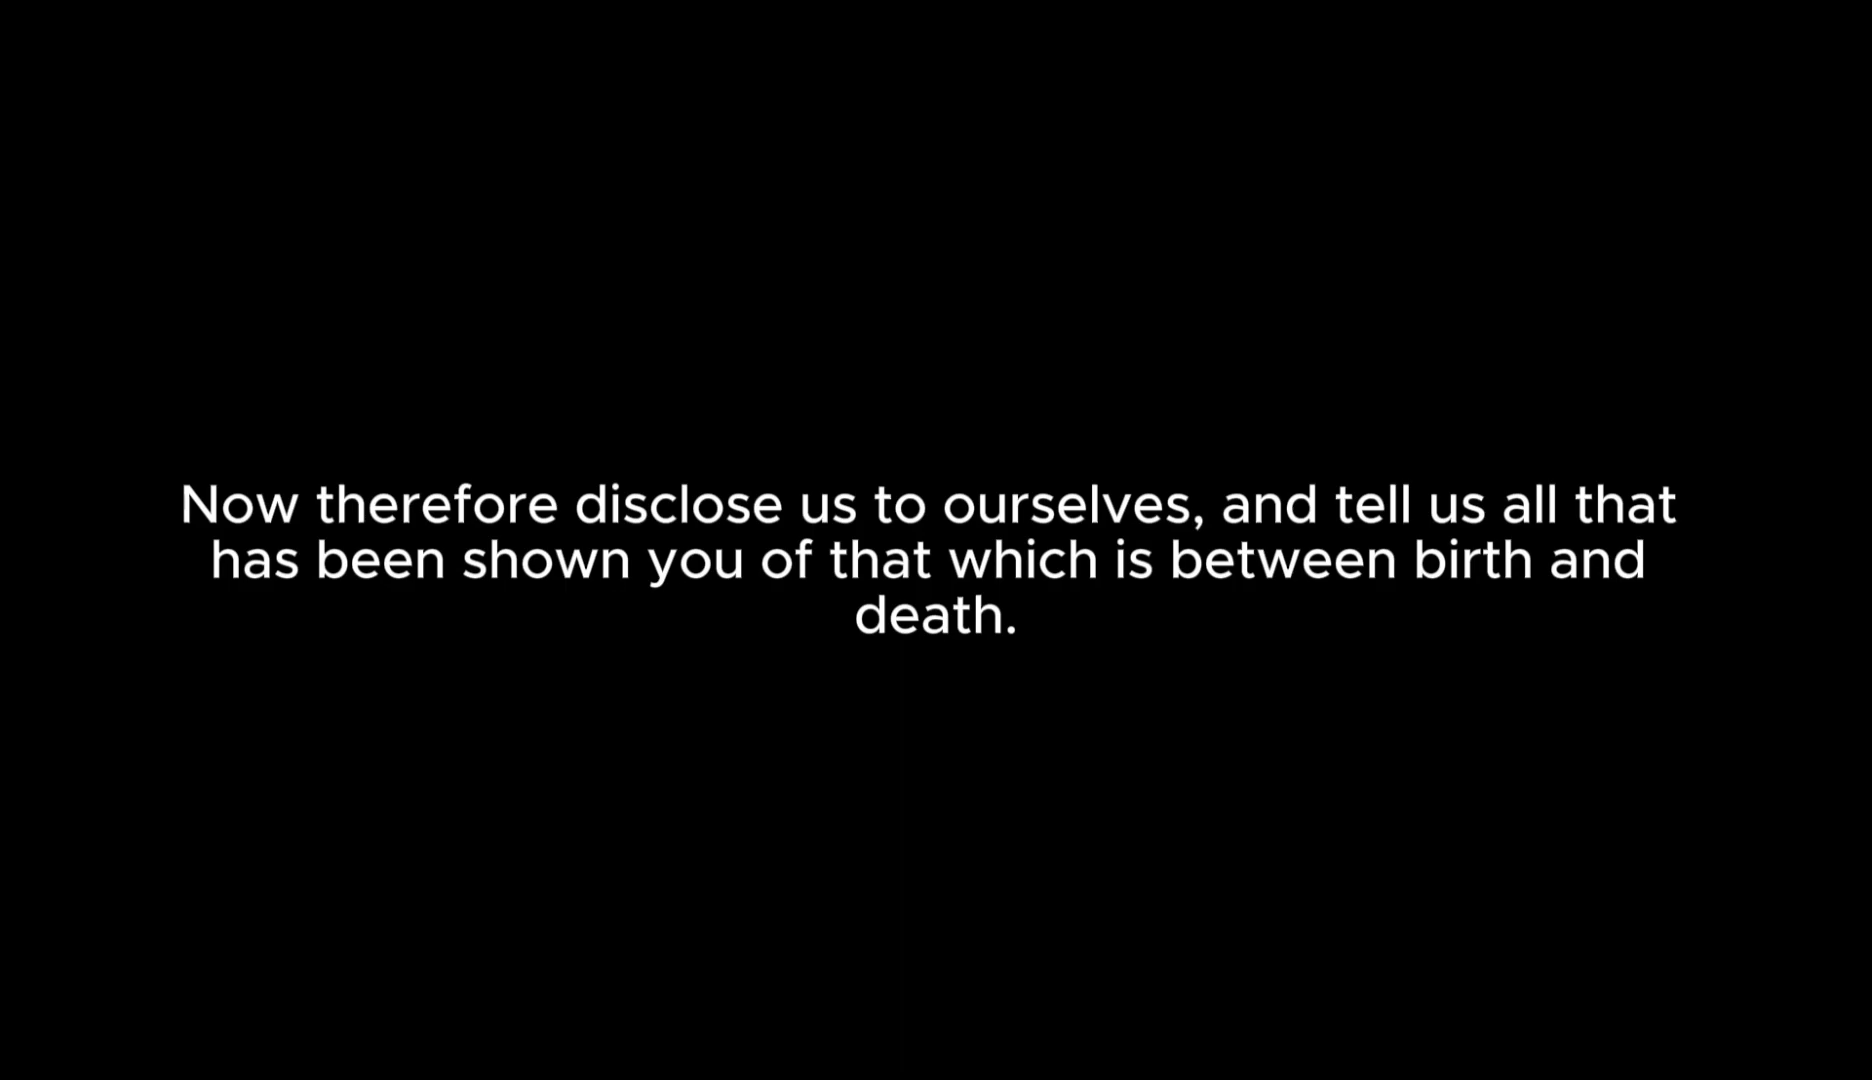 Now therefore disclose us to ourselves, and tell us all that
has been shown you of that which is between birth and
death.